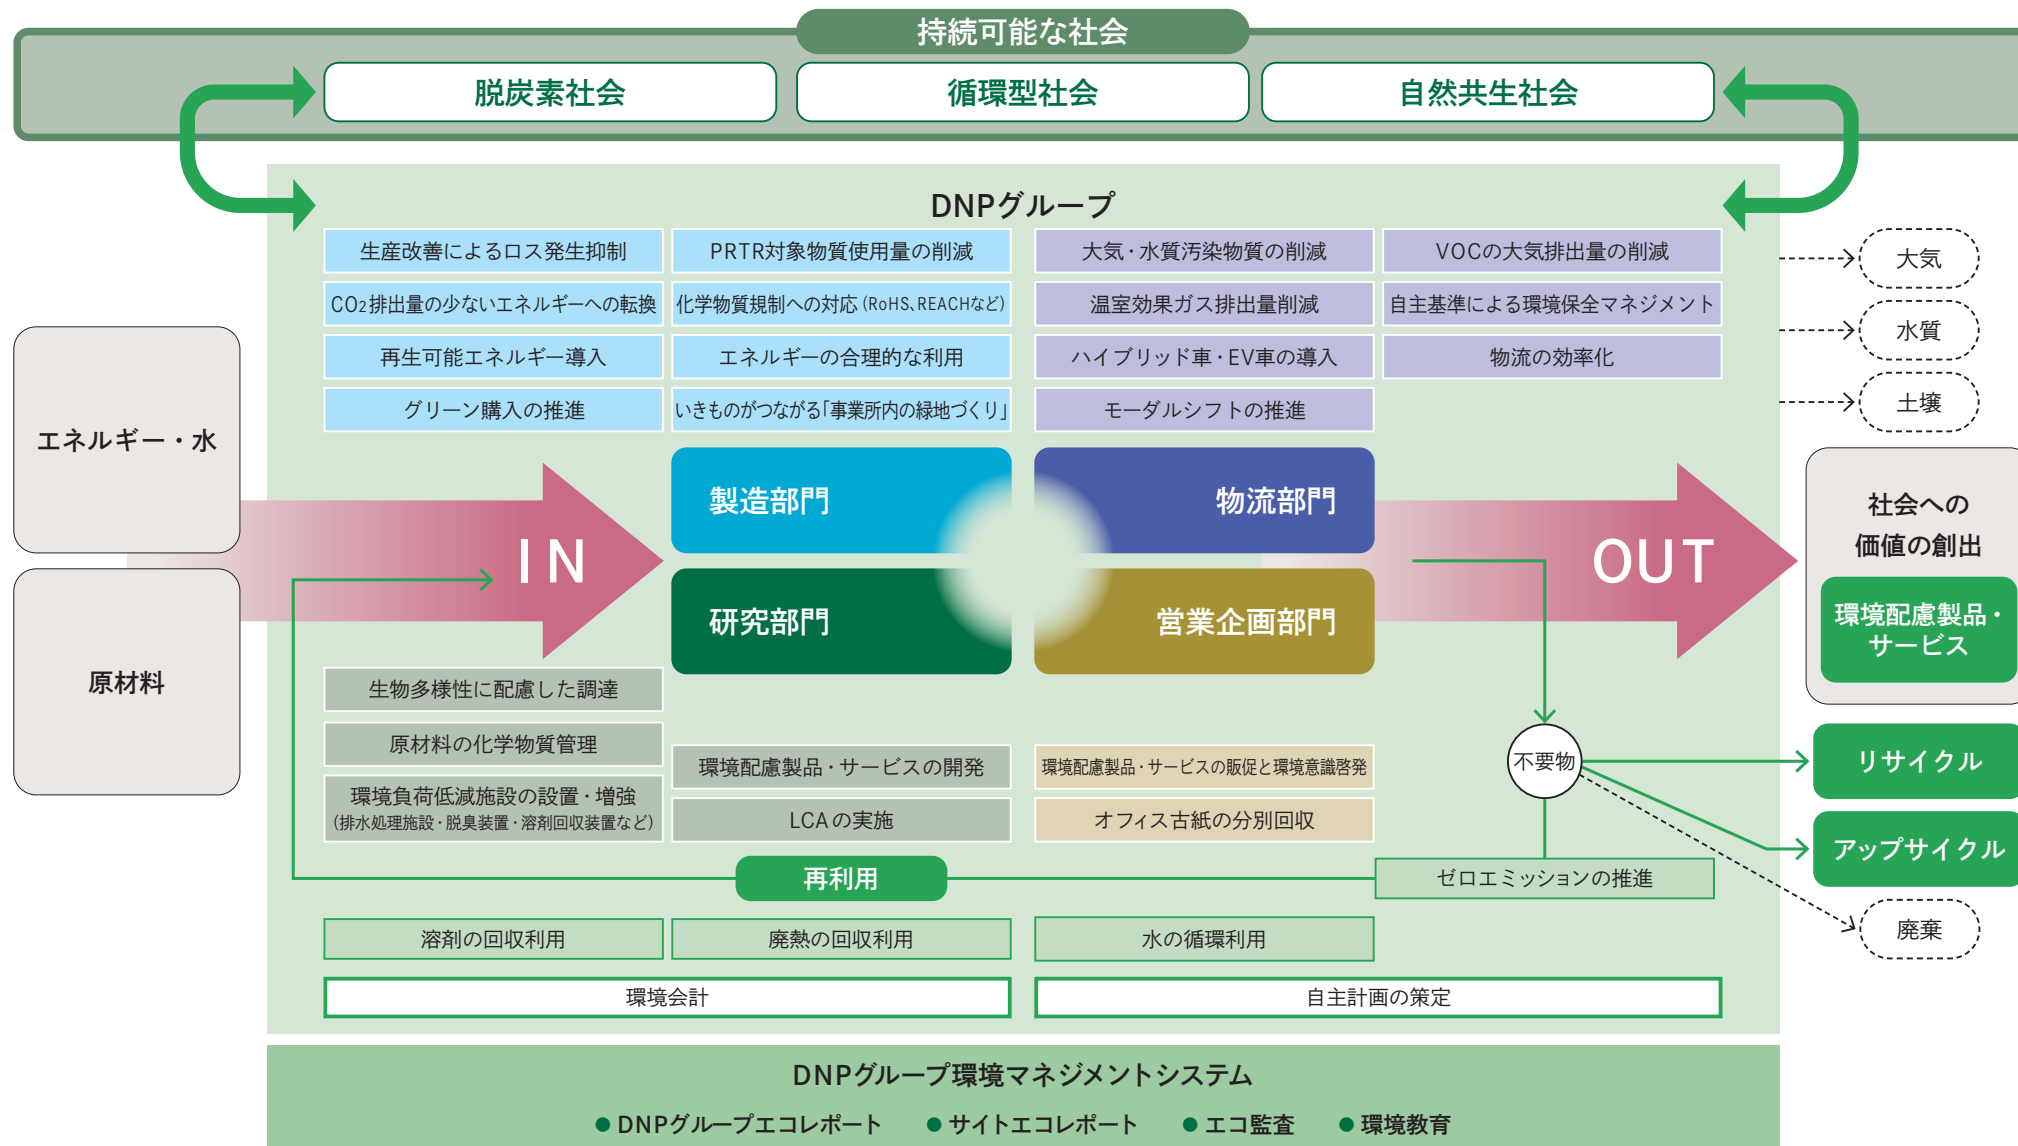 持続可能な社会
脱炭素社会
循環型社会
自然共生社会
DNPグループ
生産改善によるロス発生抑制
PRTR対象物質使用量の削減
大気・水質汚染物質の削減
VOCの大気排出量の削減
CO2排出量の少ないエネルギーへの転換
化学物質規制への対応（RoHS、REACHなど）
温室効果ガス排出量削減
自主基準による環境保全マネジメント
再生可能エネルギー導入
エネルギーの合理的な利用
ハイブリッド車・EV車の導入
物流の効率化
グリーン購入の推進
いきものがつながる「事業所内の緑地づくり」
モーダルシフトの推進
大気
水質
土壌
エネルギー・水
原材料
IN
製造部門
物流部門
研究部門
営業企画部門
OUT
社会への
価値の創出
環境配慮製品・
サービス
生物多様性に配慮した調達
原材料の化学物質管理
環境負荷低減施設の設置・増強
（排水処理施設・脱臭装置・溶剤回収装置など）
環境配慮製品・サービスの開発
LCAの実施
環境配慮製品・サービスの販促と環境意識啓発
オフィス古紙の分別回収
不要物
リサイクル
アップサイクル
廃棄
再利用
ゼロエミッションの推進
溶剤の回収利用
廃熱の回収利用
水の循環利用
環境会計
自主計画の策定
DNPグループ環境マネジメントシステム
●DNPグループエコレポート ●サイトエコレポート ●エコ監査 ●環境教育